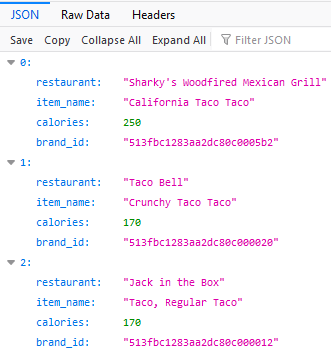 JSON Raw Data Headers
Save Copy Collapse All Expand All Filter JSON
0:
restaurant: "Sharky's Woodfired Mexican Grill"
item_name: "California Taco Taco"
calories: 250
brand_id: "513fbc1283aa2dc80c0005b2"
1:
restaurant: "Taco Bell"
item_name: "Crunchy Taco Taco"
calories: 170
brand_id: "513fbc1283aa2dc80c000020"
2:
restaurant: "Jack in the Box"
item_name: "Taco, Regular Taco"
calories: 170
brand_id: "513fbc1283aa2dc80c000012"